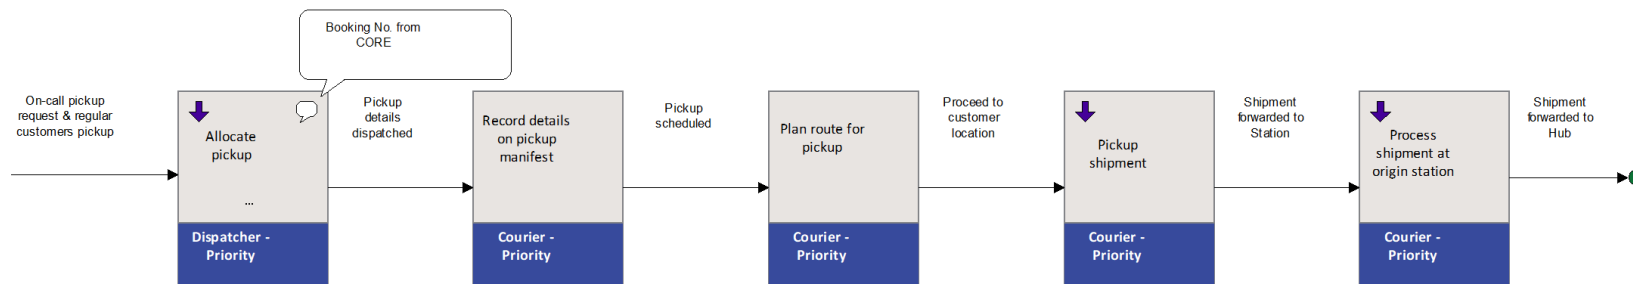 Booking No. from
CORE
On-call pickup
request & regular
customers pickup
Allocate
pickup
...
Dispatcher -
Priority
Pickup
details
dispatched
Record details
on pickup
manifest
Courier -
Priority
Pickup
scheduled
Plan route for
pickup
Courier -
Priority
Proceed to
customer
location
Pickup
shipment
Courier -
Priority
Shipment
forwarded to
Station
Process
shipment at
origin station
Courier -
Priority
Shipment
forwarded to
Hub